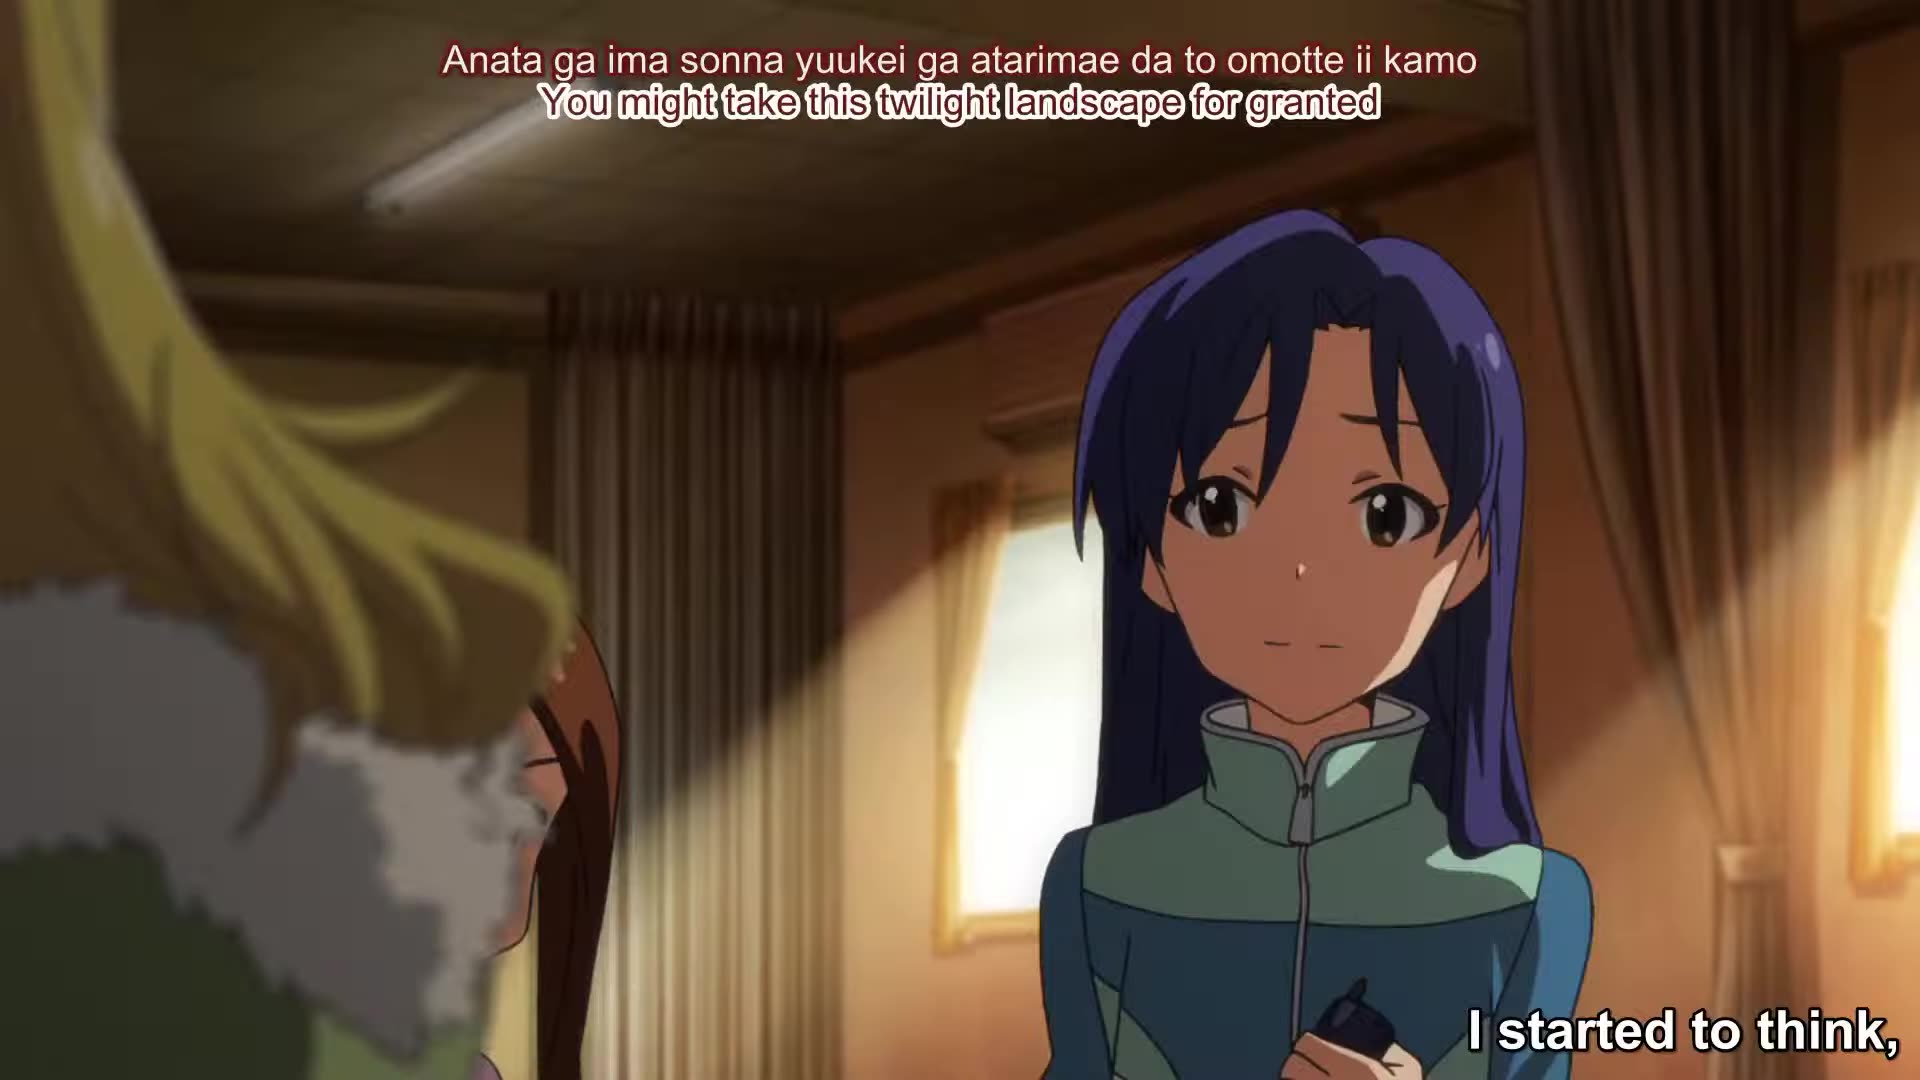 Anata ga ima sonna yuukei ga atarimae da to omotte ii kamo
You might take this twilight landscape for granted
I started to think,